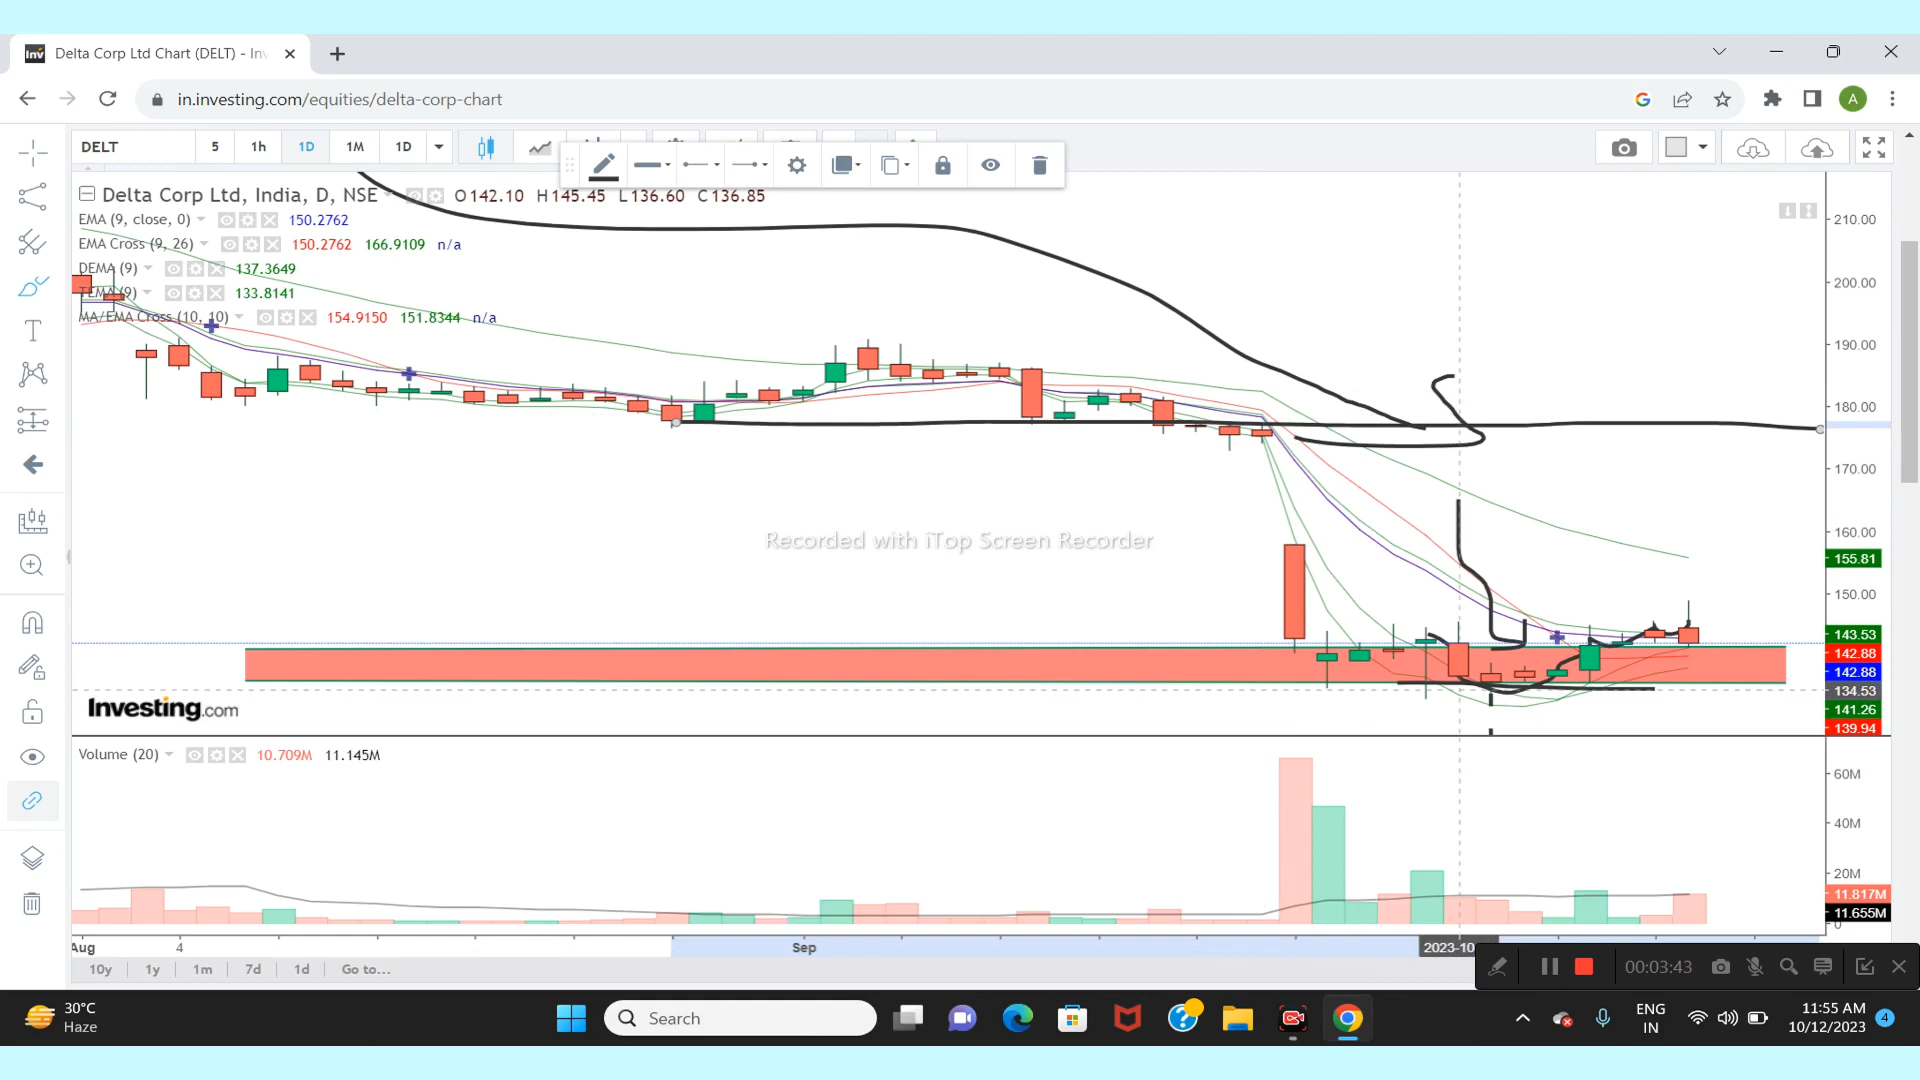 Delta Corp Ltd Chart (DELT) - Inv
in.investing.com/equities/delta-corp-chart
A
DELT 5 1h 1D 1M 1D
Delta Corp Ltd, India, D, NSE O142.10 H145.45 L136.60 C136.85
EMA (9, close, 0) 150.2762
EMA Cross (9, 26) 150.2762 166.9109 n/a
DEMA (9) 137.3649
TEMA (9) 133.8141
MA/EMA Cross (10, 10) 154.9150 151.8344 n/a
210.00
200.00
190.00
180.00
170.00
160.00
155.81
150.00
143.53
142.88
142.88
134.53
141.26
139.94
Recorded with iTop Screen Recorder
Investing.com
Volume (20) 10.709M 11.145M
60M
40M
20M
11.817M
11.655M
0
Aug 4 Sep 2023-10
10y 1y 1m 7d 1d Go to...
00:03:43
30°C
Haze
Search
ENG
IN
11:55 AM
10/12/2023
4